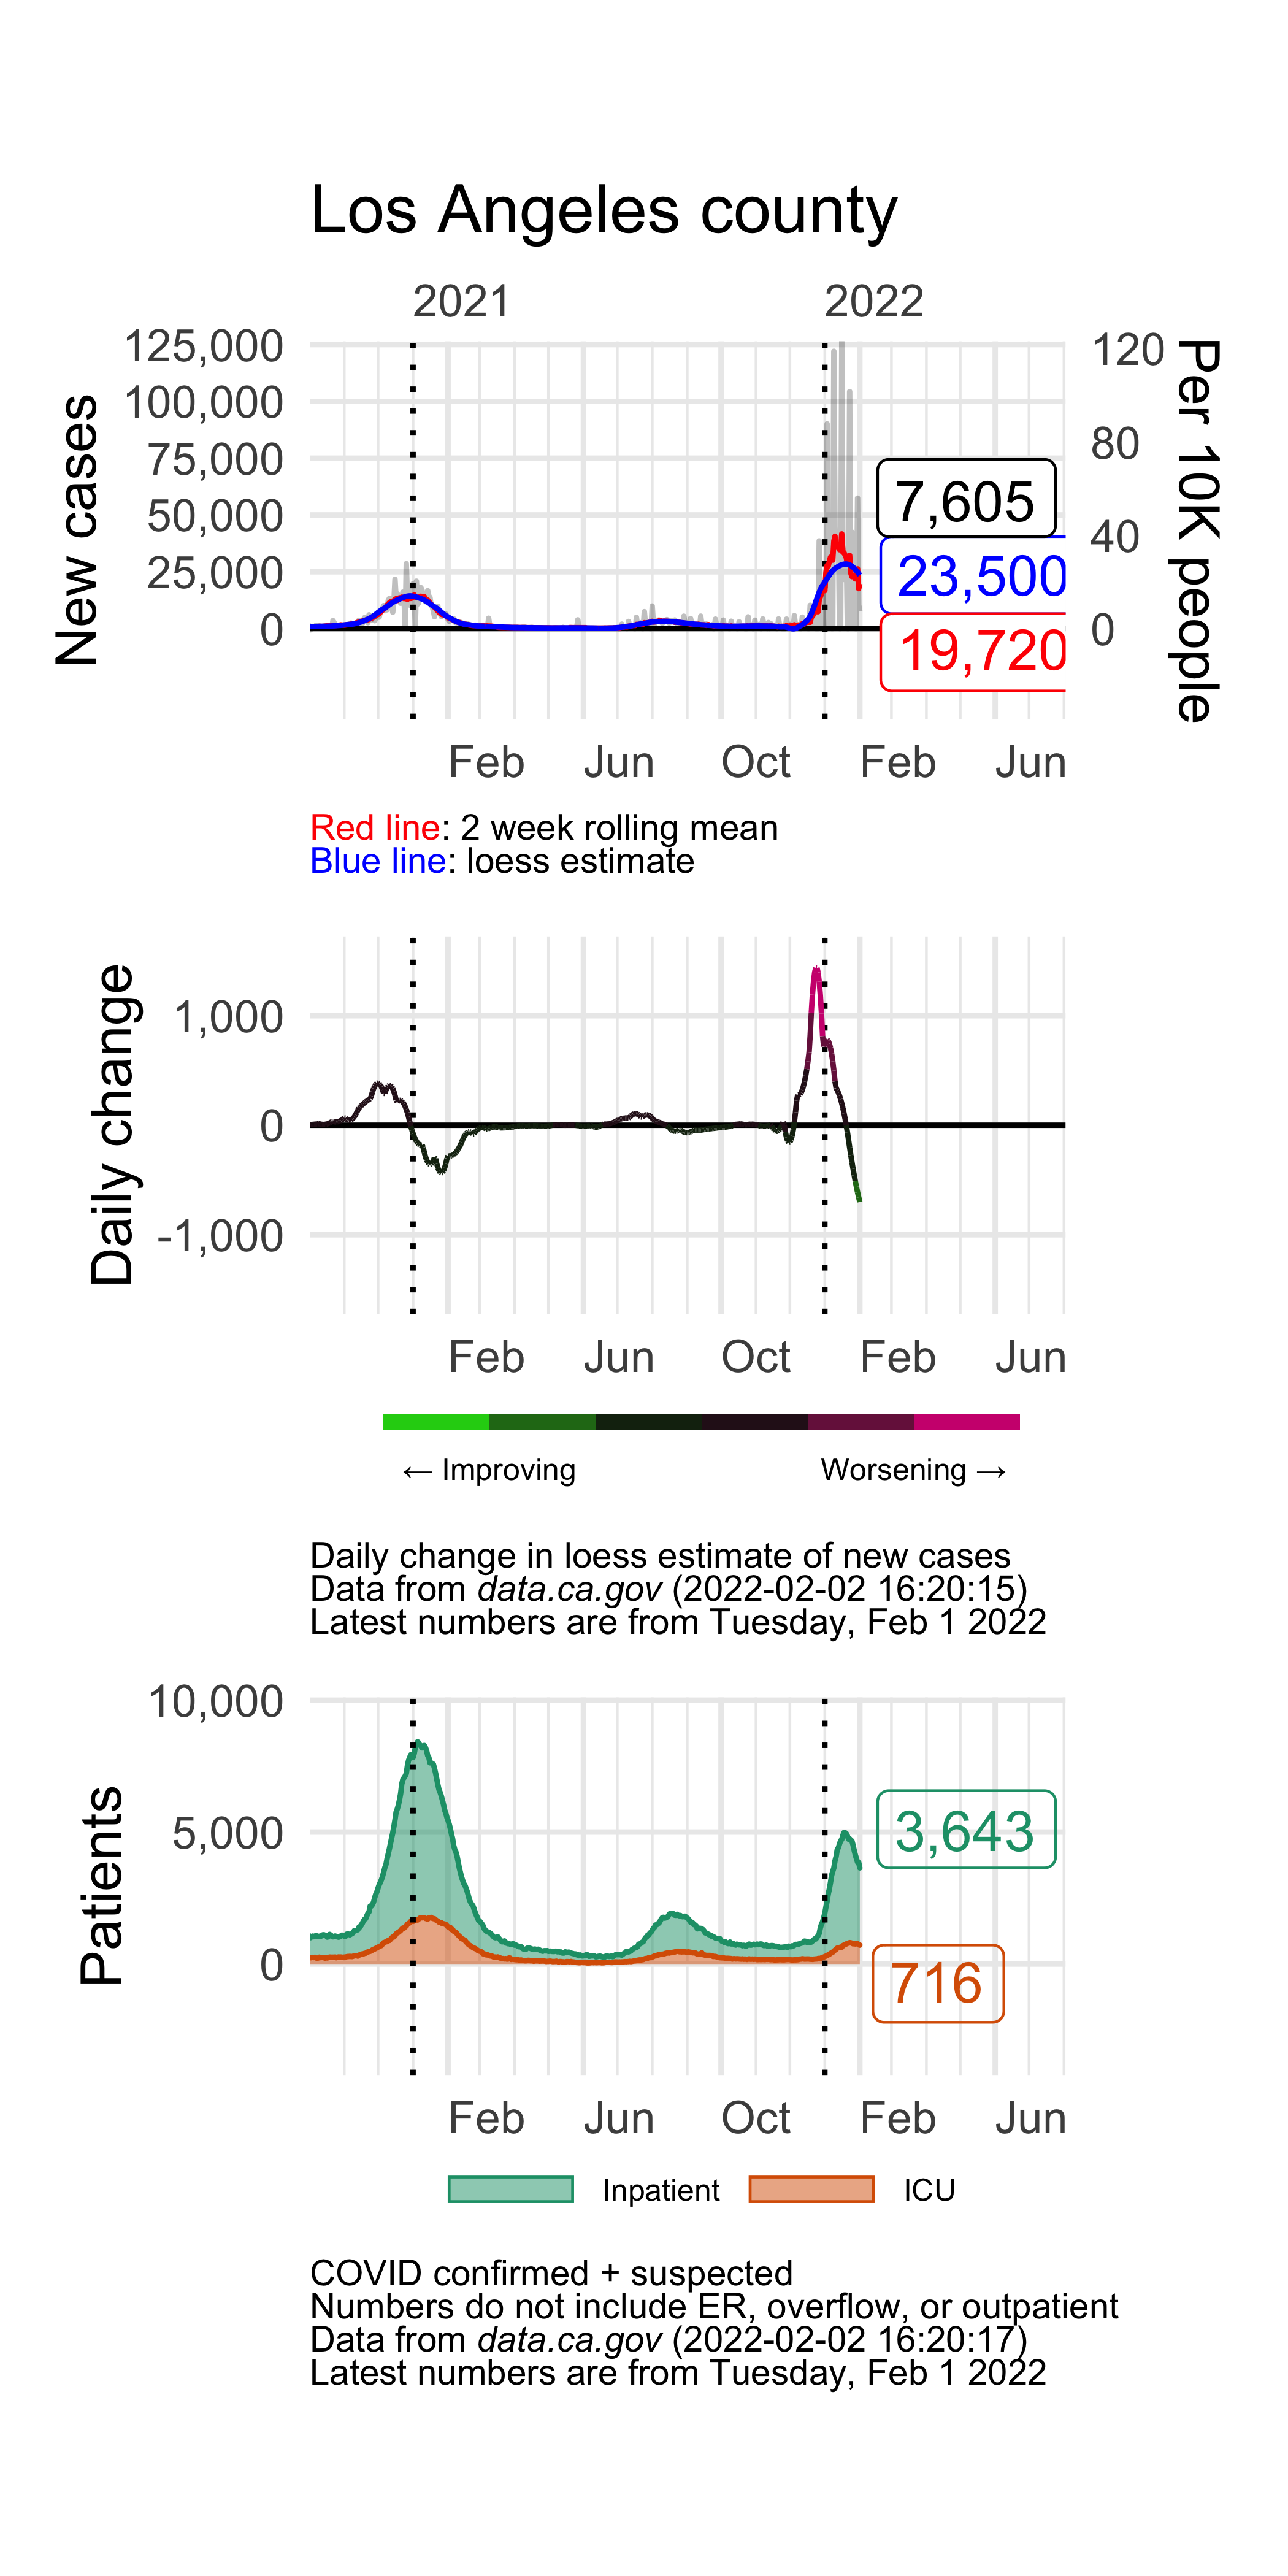 Los Angeles county
2021 2022
125,000
100,000
75,000
50,000
25,000
0
New cases
120
80
40
0
Per 10K people
7,605
23,500
19,720
Feb Jun Oct Feb Jun
Red line: 2 week rolling mean
Blue line: loess estimate
Daily change
1,000
0
-1,000
Feb Jun Oct Feb Jun
← Improving Worsening →
Daily change in loess estimate of new cases
Data from data.ca.gov (2022-02-02 16:20:15)
Latest numbers are from Tuesday, Feb 1 2022
Patients
10,000
5,000
0
3,643
716
Feb Jun Oct Feb Jun
Inpatient ICU
COVID confirmed + suspected
Numbers do not include ER, overflow, or outpatient
Data from data.ca.gov (2022-02-02 16:20:17)
Latest numbers are from Tuesday, Feb 1 2022